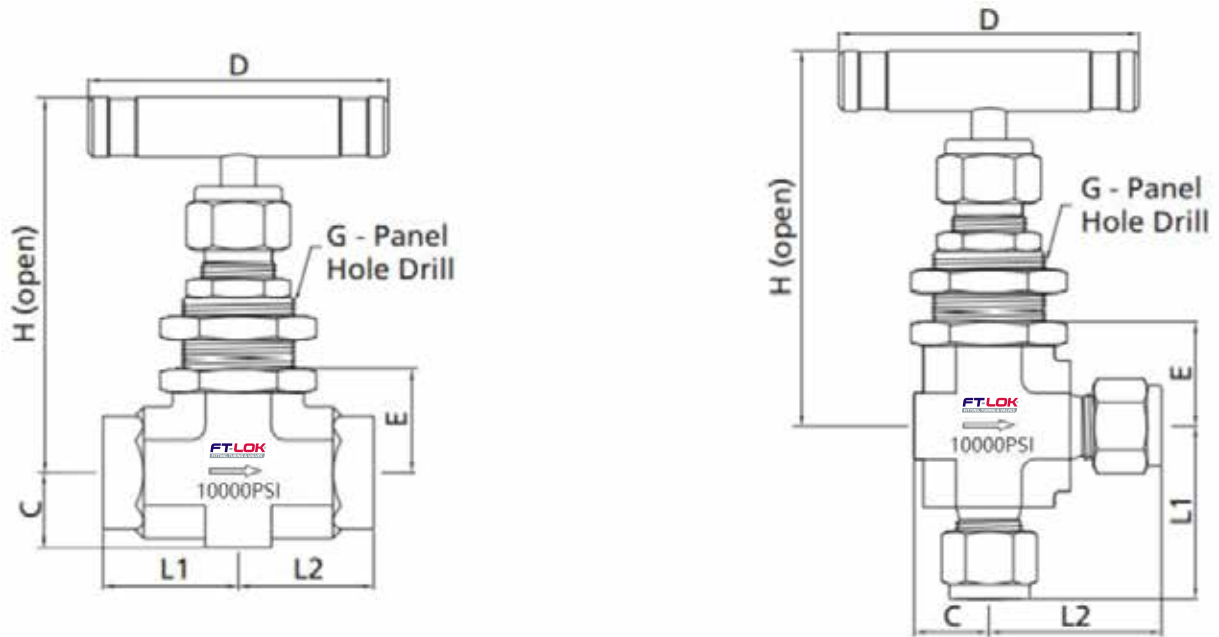 D
H (open)
G - Panel
Hole Drill
E
FT-LOK
10000PSI
C
L1
L2
D
H (open)
G - Panel
Hole Drill
E
FT-LOK
10000PSI
L1
C
L2